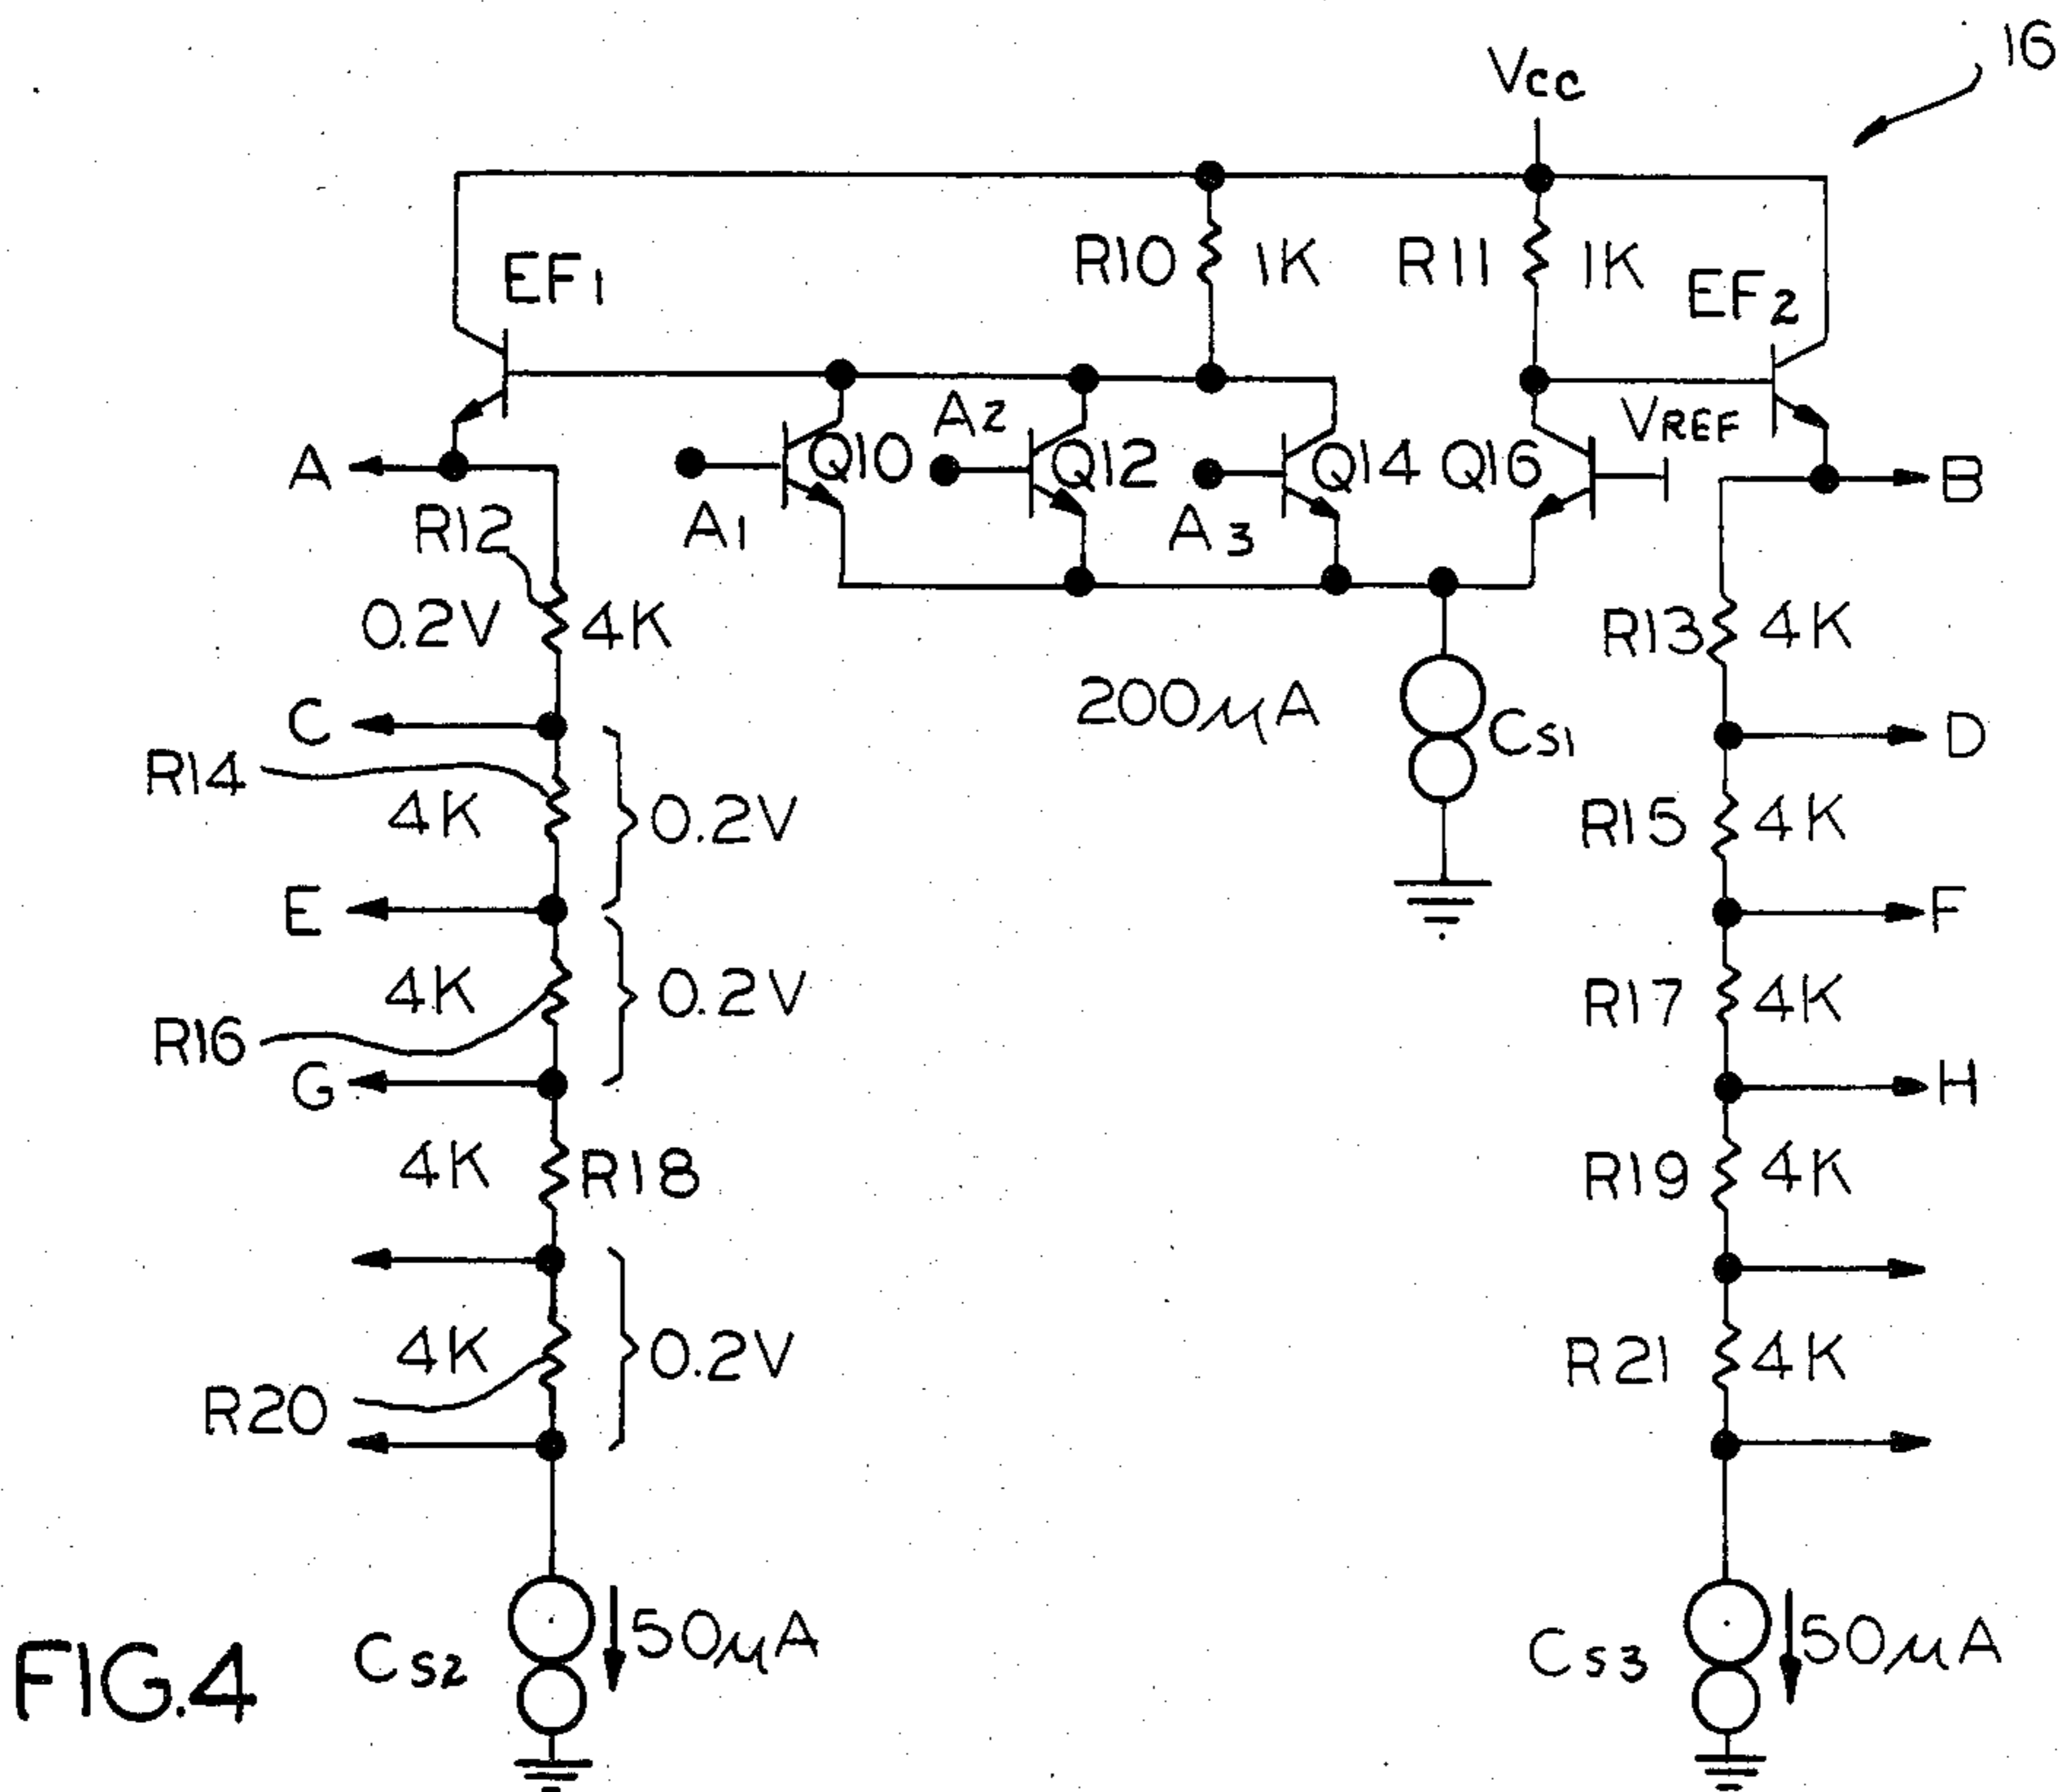 16
Vcc
EF1
R10 1K
R11 1K
EF2
A
A1
Q10
A2
Q12
A3
Q14
Q16
VREF
B
R12
0.2V
4K
R13 4K
200μA
CS1
C
D
R14
4K
0.2V
R15 4K
E
F
4K
0.2V
R16
R17 4K
G
H
4K R18
R19 4K
4K
0.2V
R20
R21 4K
CS2
50μA
CS3
50μA
FIG.4